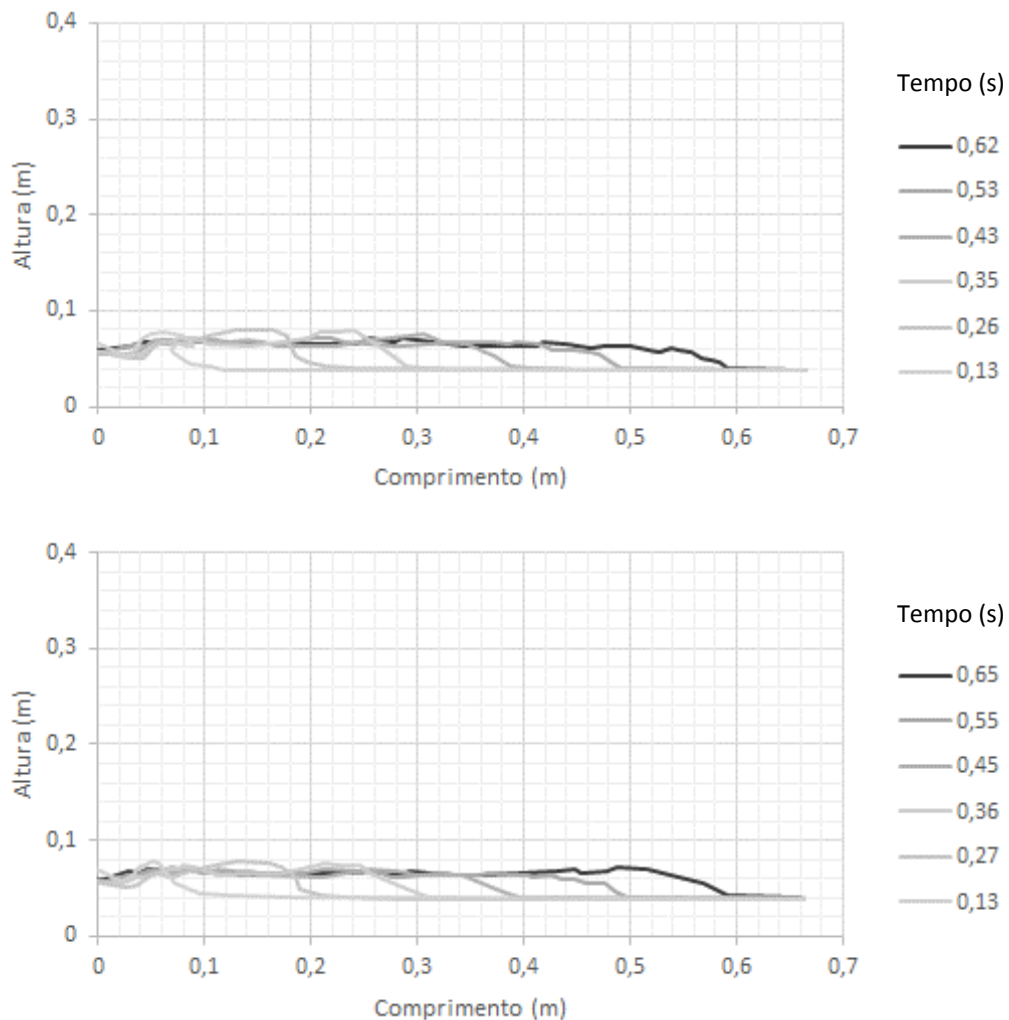 0,4
0,3
0,2
0,1
0
Altura (m)
0 0,1 0,2 0,3 0,4 0,5 0,6 0,7
Comprimento (m)
Tempo (s)
0,62
0,53
0,43
0,35
0,26
0,13
0,4
0,3
0,2
0,1
0
Altura (m)
0 0,1 0,2 0,3 0,4 0,5 0,6 0,7
Comprimento (m)
Tempo (s)
0,65
0,55
0,45
0,36
0,27
0,13